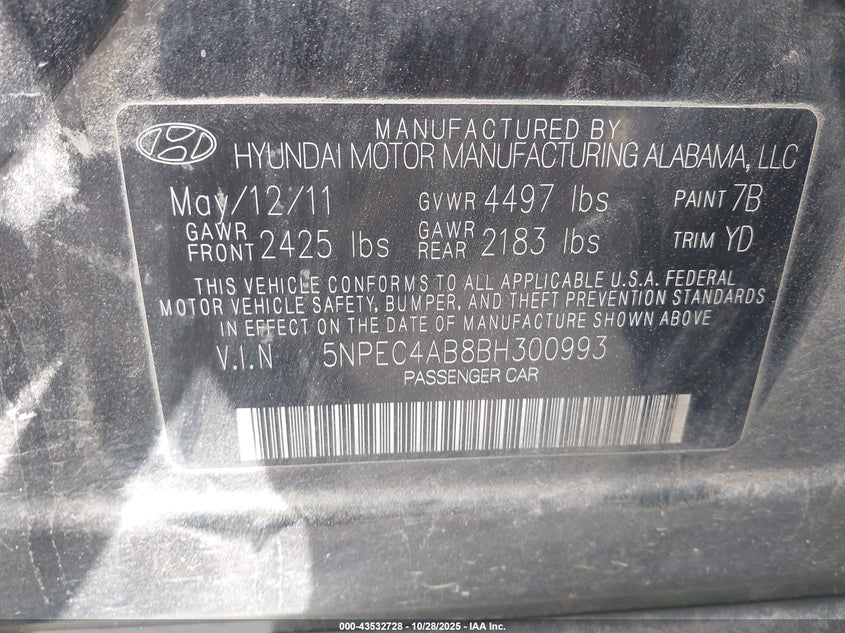 MANUFACTURED BY
HYUNDAI MOTOR MANUFACTURING ALABAMA, LLC
May/12/11 GVWR 4497 lbs PAINT 7B
GAWR FRONT 2425 lbs GAWR REAR 2183 lbs TRIM YD
THIS VEHICLE CONFORMS TO ALL APPLICABLE U.S.A. FEDERAL
MOTOR VEHICLE SAFETY, BUMPER, AND THEFT PREVENTION STANDARDS
IN EFFECT ON THE DATE OF MANUFACTURE SHOWN ABOVE
V.I.N 5NPEC4AB8BH300993
PASSENGER CAR
000-43532728 - 10/28/2025 - IAA Inc.